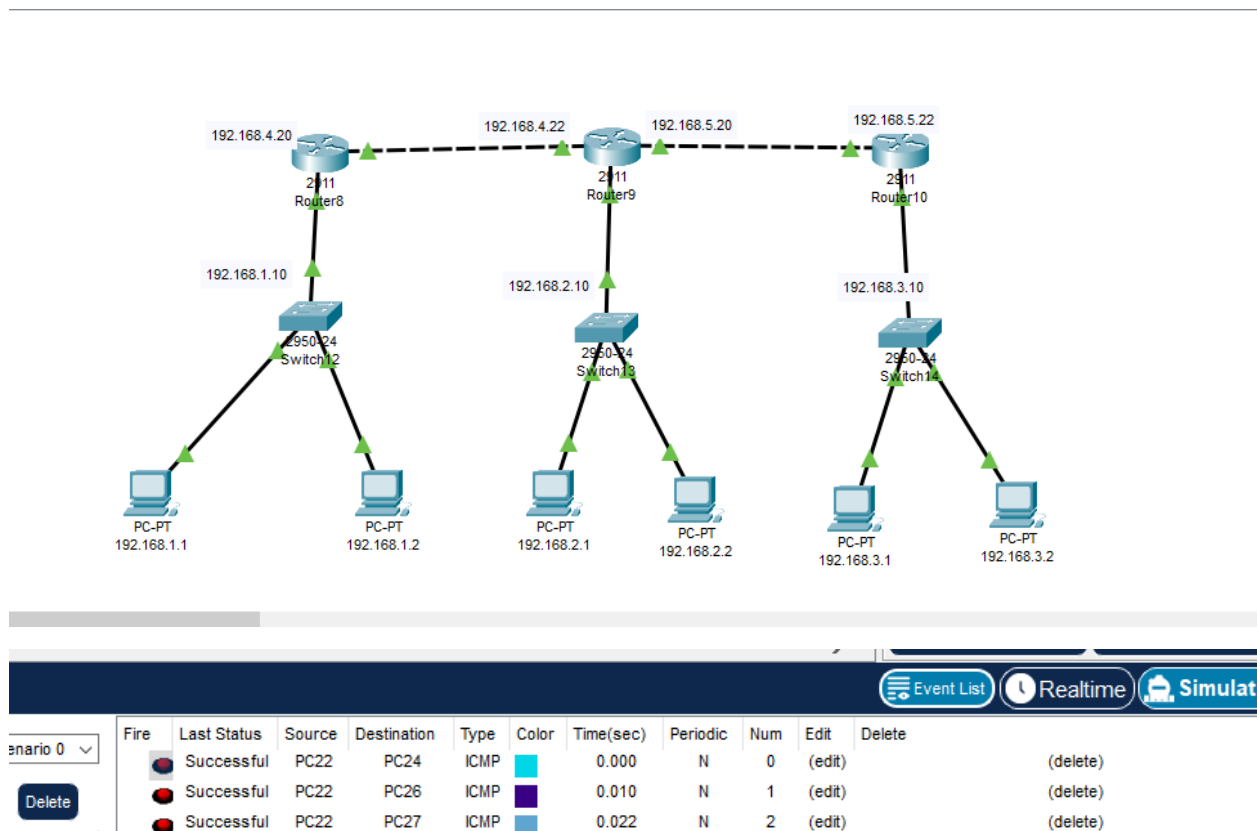 192.168.4.20
192.168.4.22
192.168.5.20
192.168.5.22
2911
Router8
2911
Router9
2911
Router10
192.168.1.10
192.168.2.10
192.168.3.10
2950-24
Switch12
2950-24
Switch13
2950-24
Switch14
PC-PT
192.168.1.1
PC-PT
192.168.1.2
PC-PT
192.168.2.1
PC-PT
192.168.2.2
PC-PT
192.168.3.1
PC-PT
192.168.3.2
Event List Realtime Simulat
enario 0
Delete
Fire Last Status Source Destination Type Color Time(sec) Periodic Num Edit Delete
Successful PC22 PC24 ICMP 0.000 N 0 (edit) (delete)
Successful PC22 PC26 ICMP 0.010 N 1 (edit) (delete)
Successful PC22 PC27 ICMP 0.022 N 2 (edit) (delete)